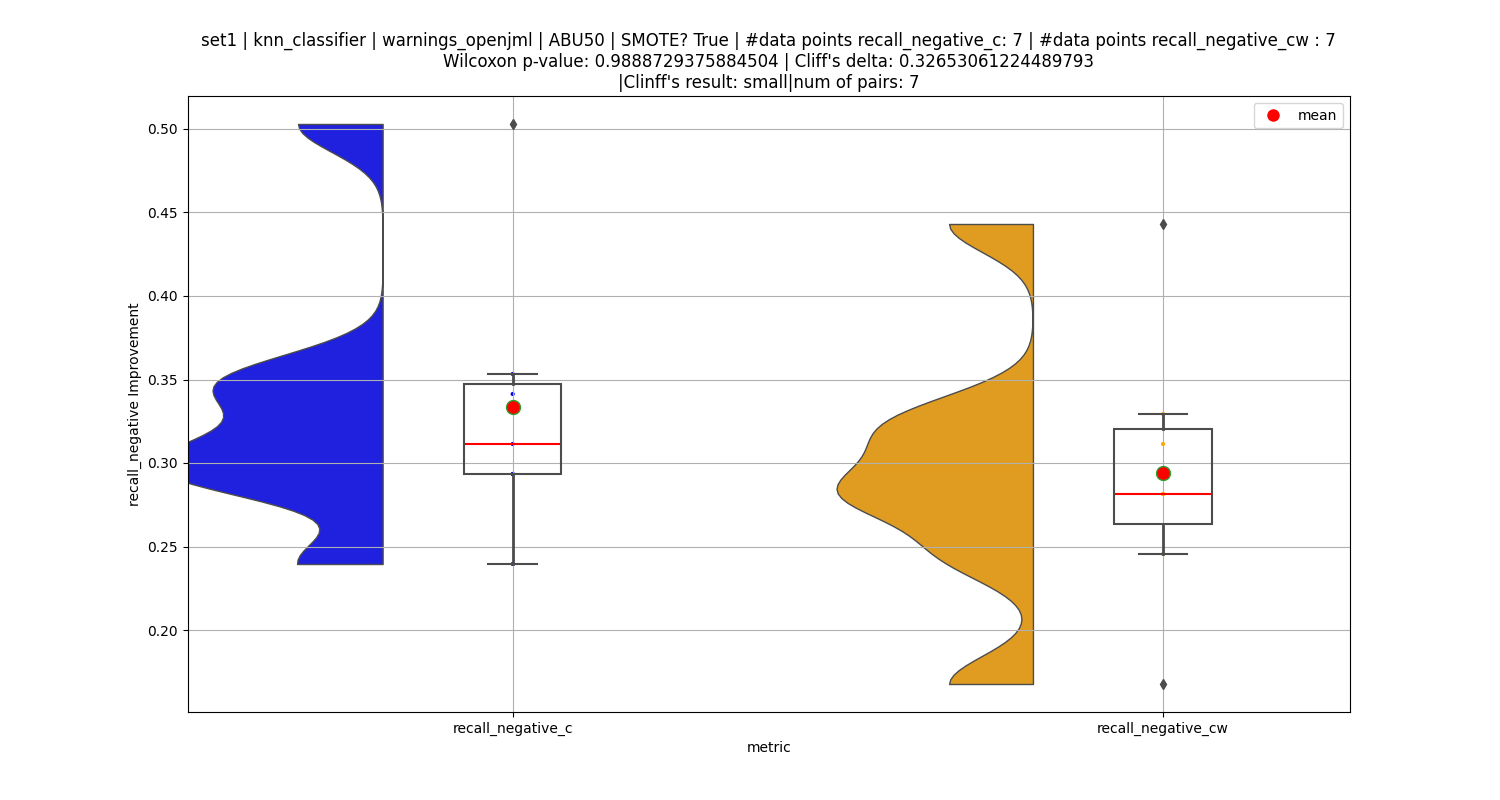 set1 | knn_classifier | warnings_openjml | ABU50 | SMOTE? True | #data points recall_negative_c: 7 | #data points recall_negative_cw : 7
Wilcoxon p-value: 0.9888729375884504 | Cliff's delta: 0.32653061224489793
|Clinff's result: small|num of pairs: 7
mean
0.50
0.45
0.40
0.35
0.30
0.25
0.20
recall_negative Improvement
recall_negative_c
recall_negative_cw
metric